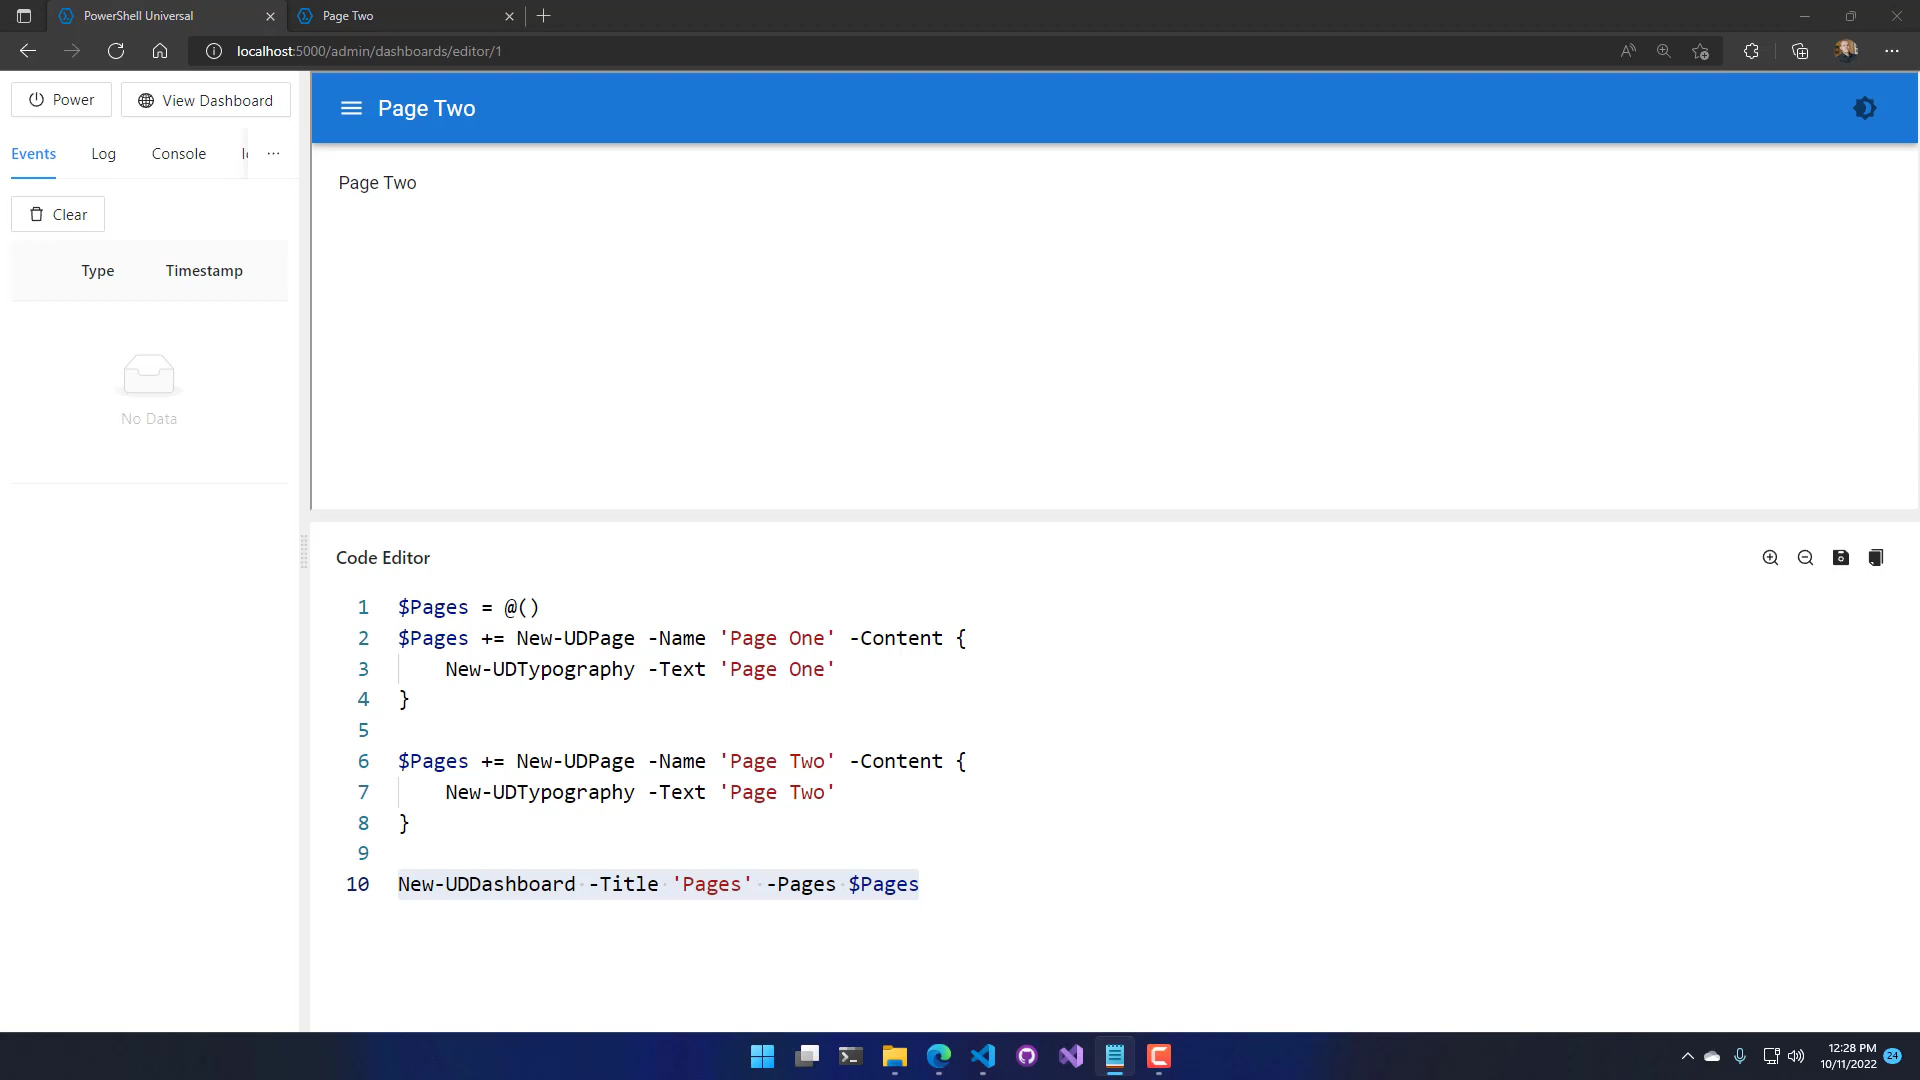 PowerShell Universal
Page Two
localhost:5000/admin/dashboards/editor/1
Power
View Dashboard
Events
Log
Console
Clear
Type
Timestamp
No Data
Page Two
Page Two
Code Editor
1 $Pages = @()
2 $Pages += New-UDPage -Name 'Page One' -Content {
3 New-UDTypography -Text 'Page One'
4 }
5
6 $Pages += New-UDPage -Name 'Page Two' -Content {
7 New-UDTypography -Text 'Page Two'
8 }
9
10 New-UDDashboard -Title 'Pages' -Pages $Pages
12:28 PM
10/11/2022
24